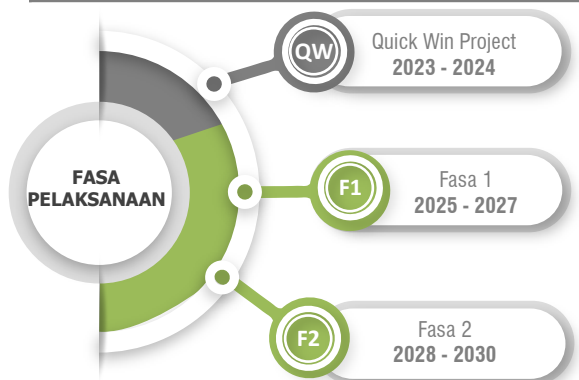 FASA
PELAKSANAAN
QW
Quick Win Project
2023 - 2024
F1
Fasa 1
2025 - 2027
F2
Fasa 2
2028 - 2030